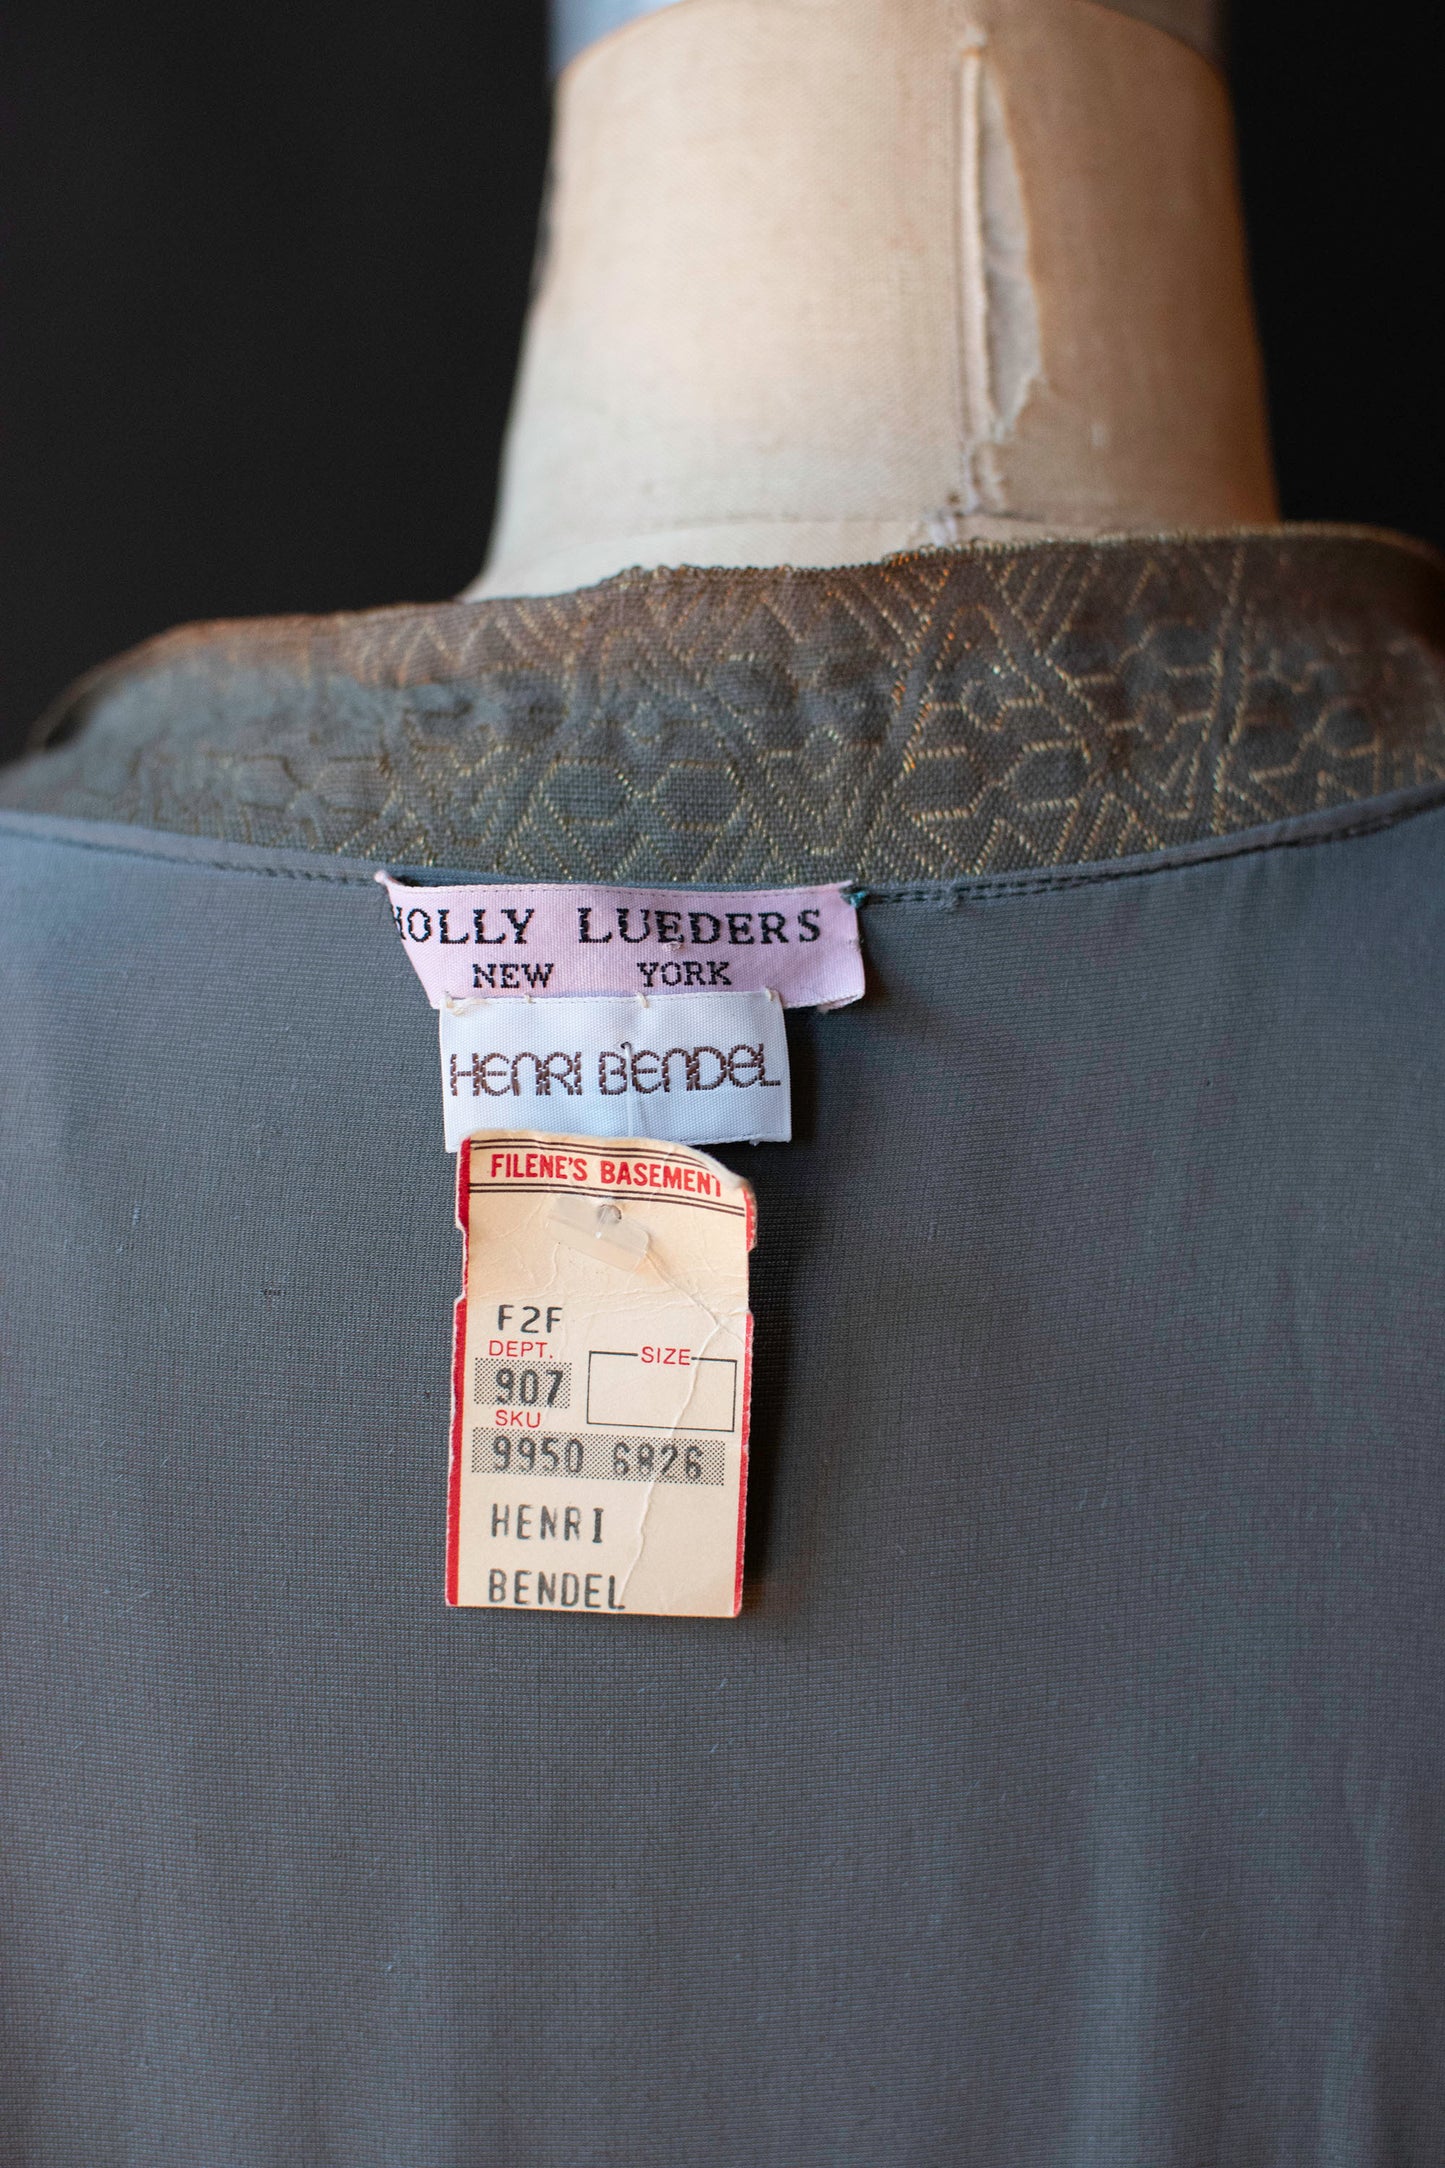 HOLLY LUEDERS
NEW YORK
HENRI BENDEL
FILENE'S BASEMENT
F2F
DEPT.
SIZE
907
SKU
9950 6826
HENRI
BENDEL